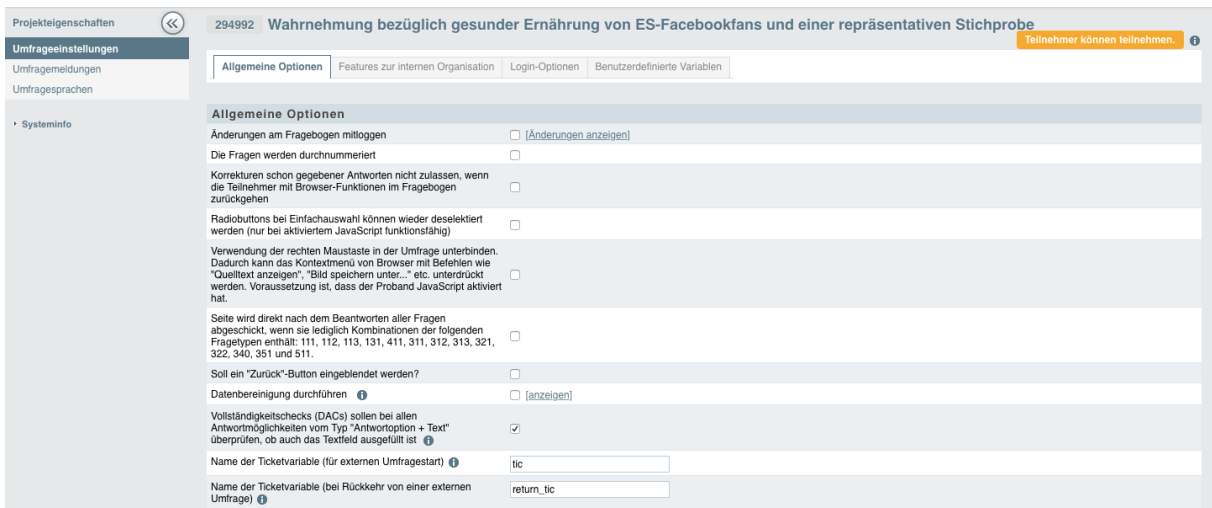 Projekteigenschaften
Umfrageeinstellungen
Umfragemeldungen
Umfragesprachen
Systeminfo
294992 Wahrnehmung bezüglich gesunder Ernährung von ES-Facebookfans und einer repräsentativen Stichprobe
Teilnehmer können teilnehmen.
Allgemeine Optionen Features zur internen Organisation Login-Optionen Benutzerdefinierte Variablen
Allgemeine Optionen
Änderungen am Fragebogen mitloggen [Änderungen anzeigen]
Die Fragen werden durchnummeriert
Korrekturen schon gegebener Antworten nicht zulassen, wenn
die Teilnehmer mit Browser-Funktionen im Fragebogen
zurückgehen
Radiobuttons bei Einfachauswahl können wieder deselektiert
werden (nur bei aktiviertem JavaScript funktionsfähig)
Verwendung der rechten Maustaste in der Umfrage unterbinden.
Dadurch kann das Kontextmenü von Browser mit Befehlen wie
"Quelltext anzeigen", "Bild speichern unter..." etc. unterdrückt
werden. Voraussetzung ist, dass der Proband JavaScript aktiviert
hat.
Seite wird direkt nach dem Beantworten aller Fragen
abgeschickt, wenn sie lediglich Kombinationen der folgenden
Fragetypen enthält: 111, 112, 113, 131, 411, 311, 312, 313, 321,
322, 340, 351 und 511.
Soll ein "Zurück"-Button eingeblendet werden?
Datenbereinigung durchführen [anzeigen]
Vollständigkeitschecks (DACs) sollen bei allen
Antwortmöglichkeiten vom Typ "Antwortoption + Text"
überprüfen, ob auch das Textfeld ausgefüllt ist
Name der Ticketvariable (für externen Umfragestart) tic
Name der Ticketvariable (bei Rückkehr von einer externen
Umfrage) return_tic